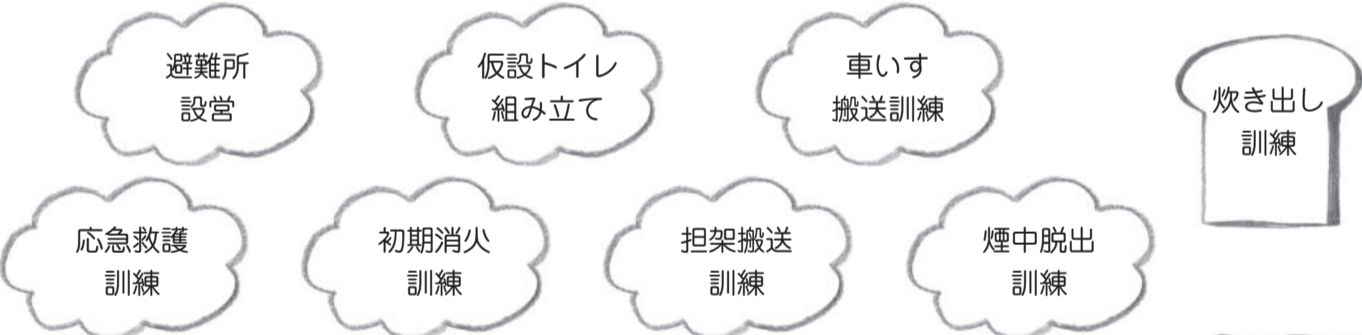 避難所
設営
仮設トイレ
組み立て
車いす
搬送訓練
炊き出し
訓練
応急救護
訓練
初期消火
訓練
担架搬送
訓練
煙中脱出
訓練